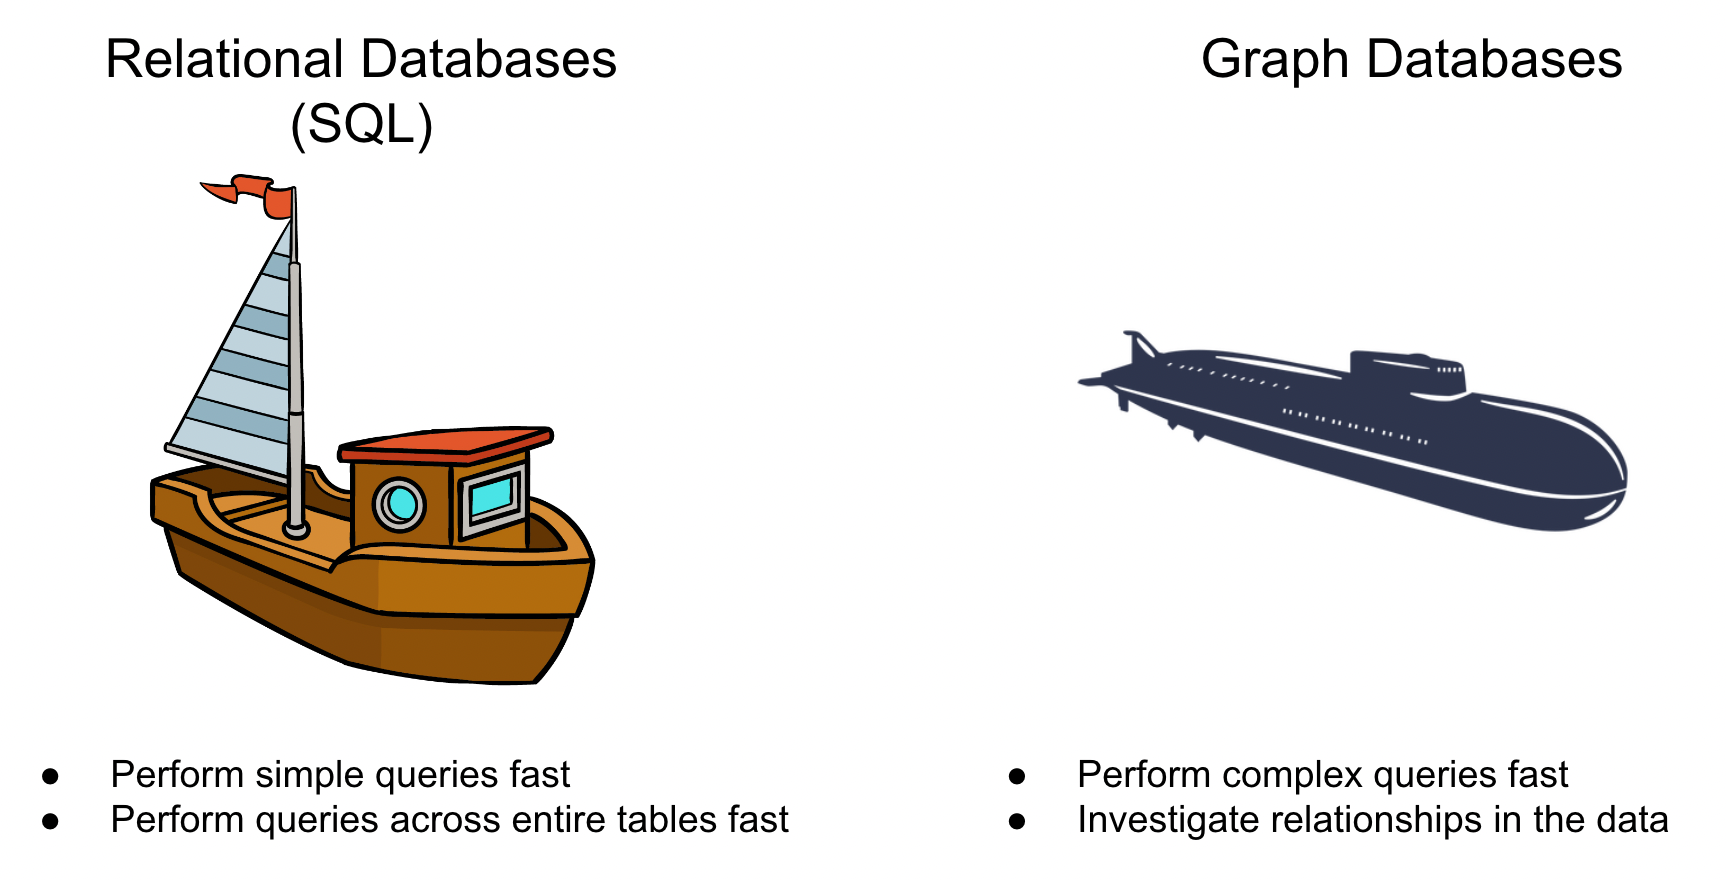 Relational Databases
(SQL)
Graph Databases
● Perform simple queries fast
● Perform queries across entire tables fast
● Perform complex queries fast
● Investigate relationships in the data